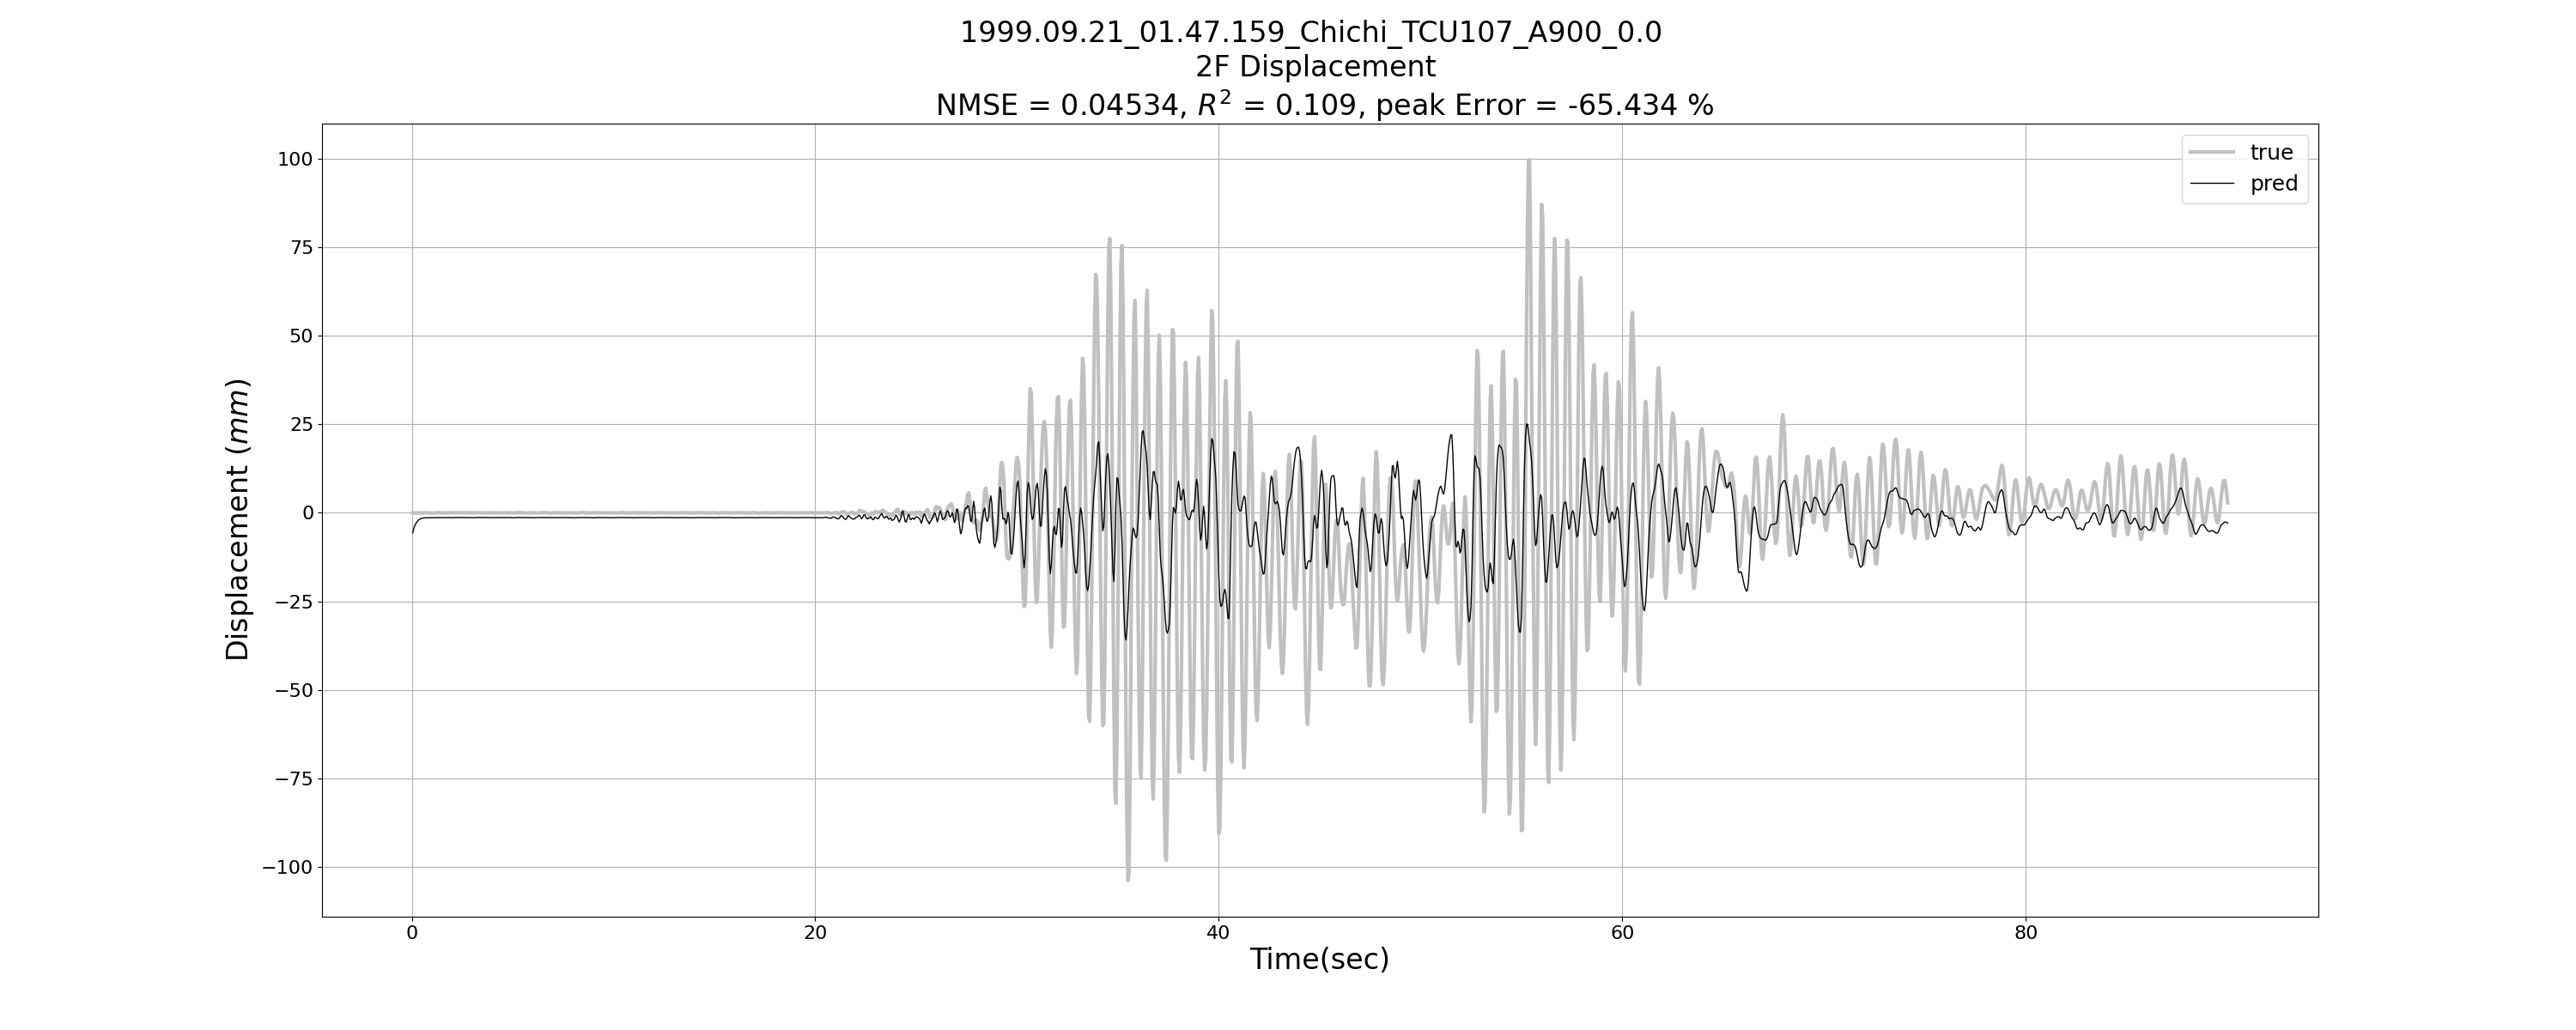 1999.09.21_01.47.159_Chichi_TCU107_A900_0.0
2F Displacement
NMSE = 0.04534, R² = 0.109, peak Error = -65.434 %
true
pred
100
75
50
25
0
−25
−50
−75
−100
Displacement (mm)
0 20 40 60 80
Time(sec)